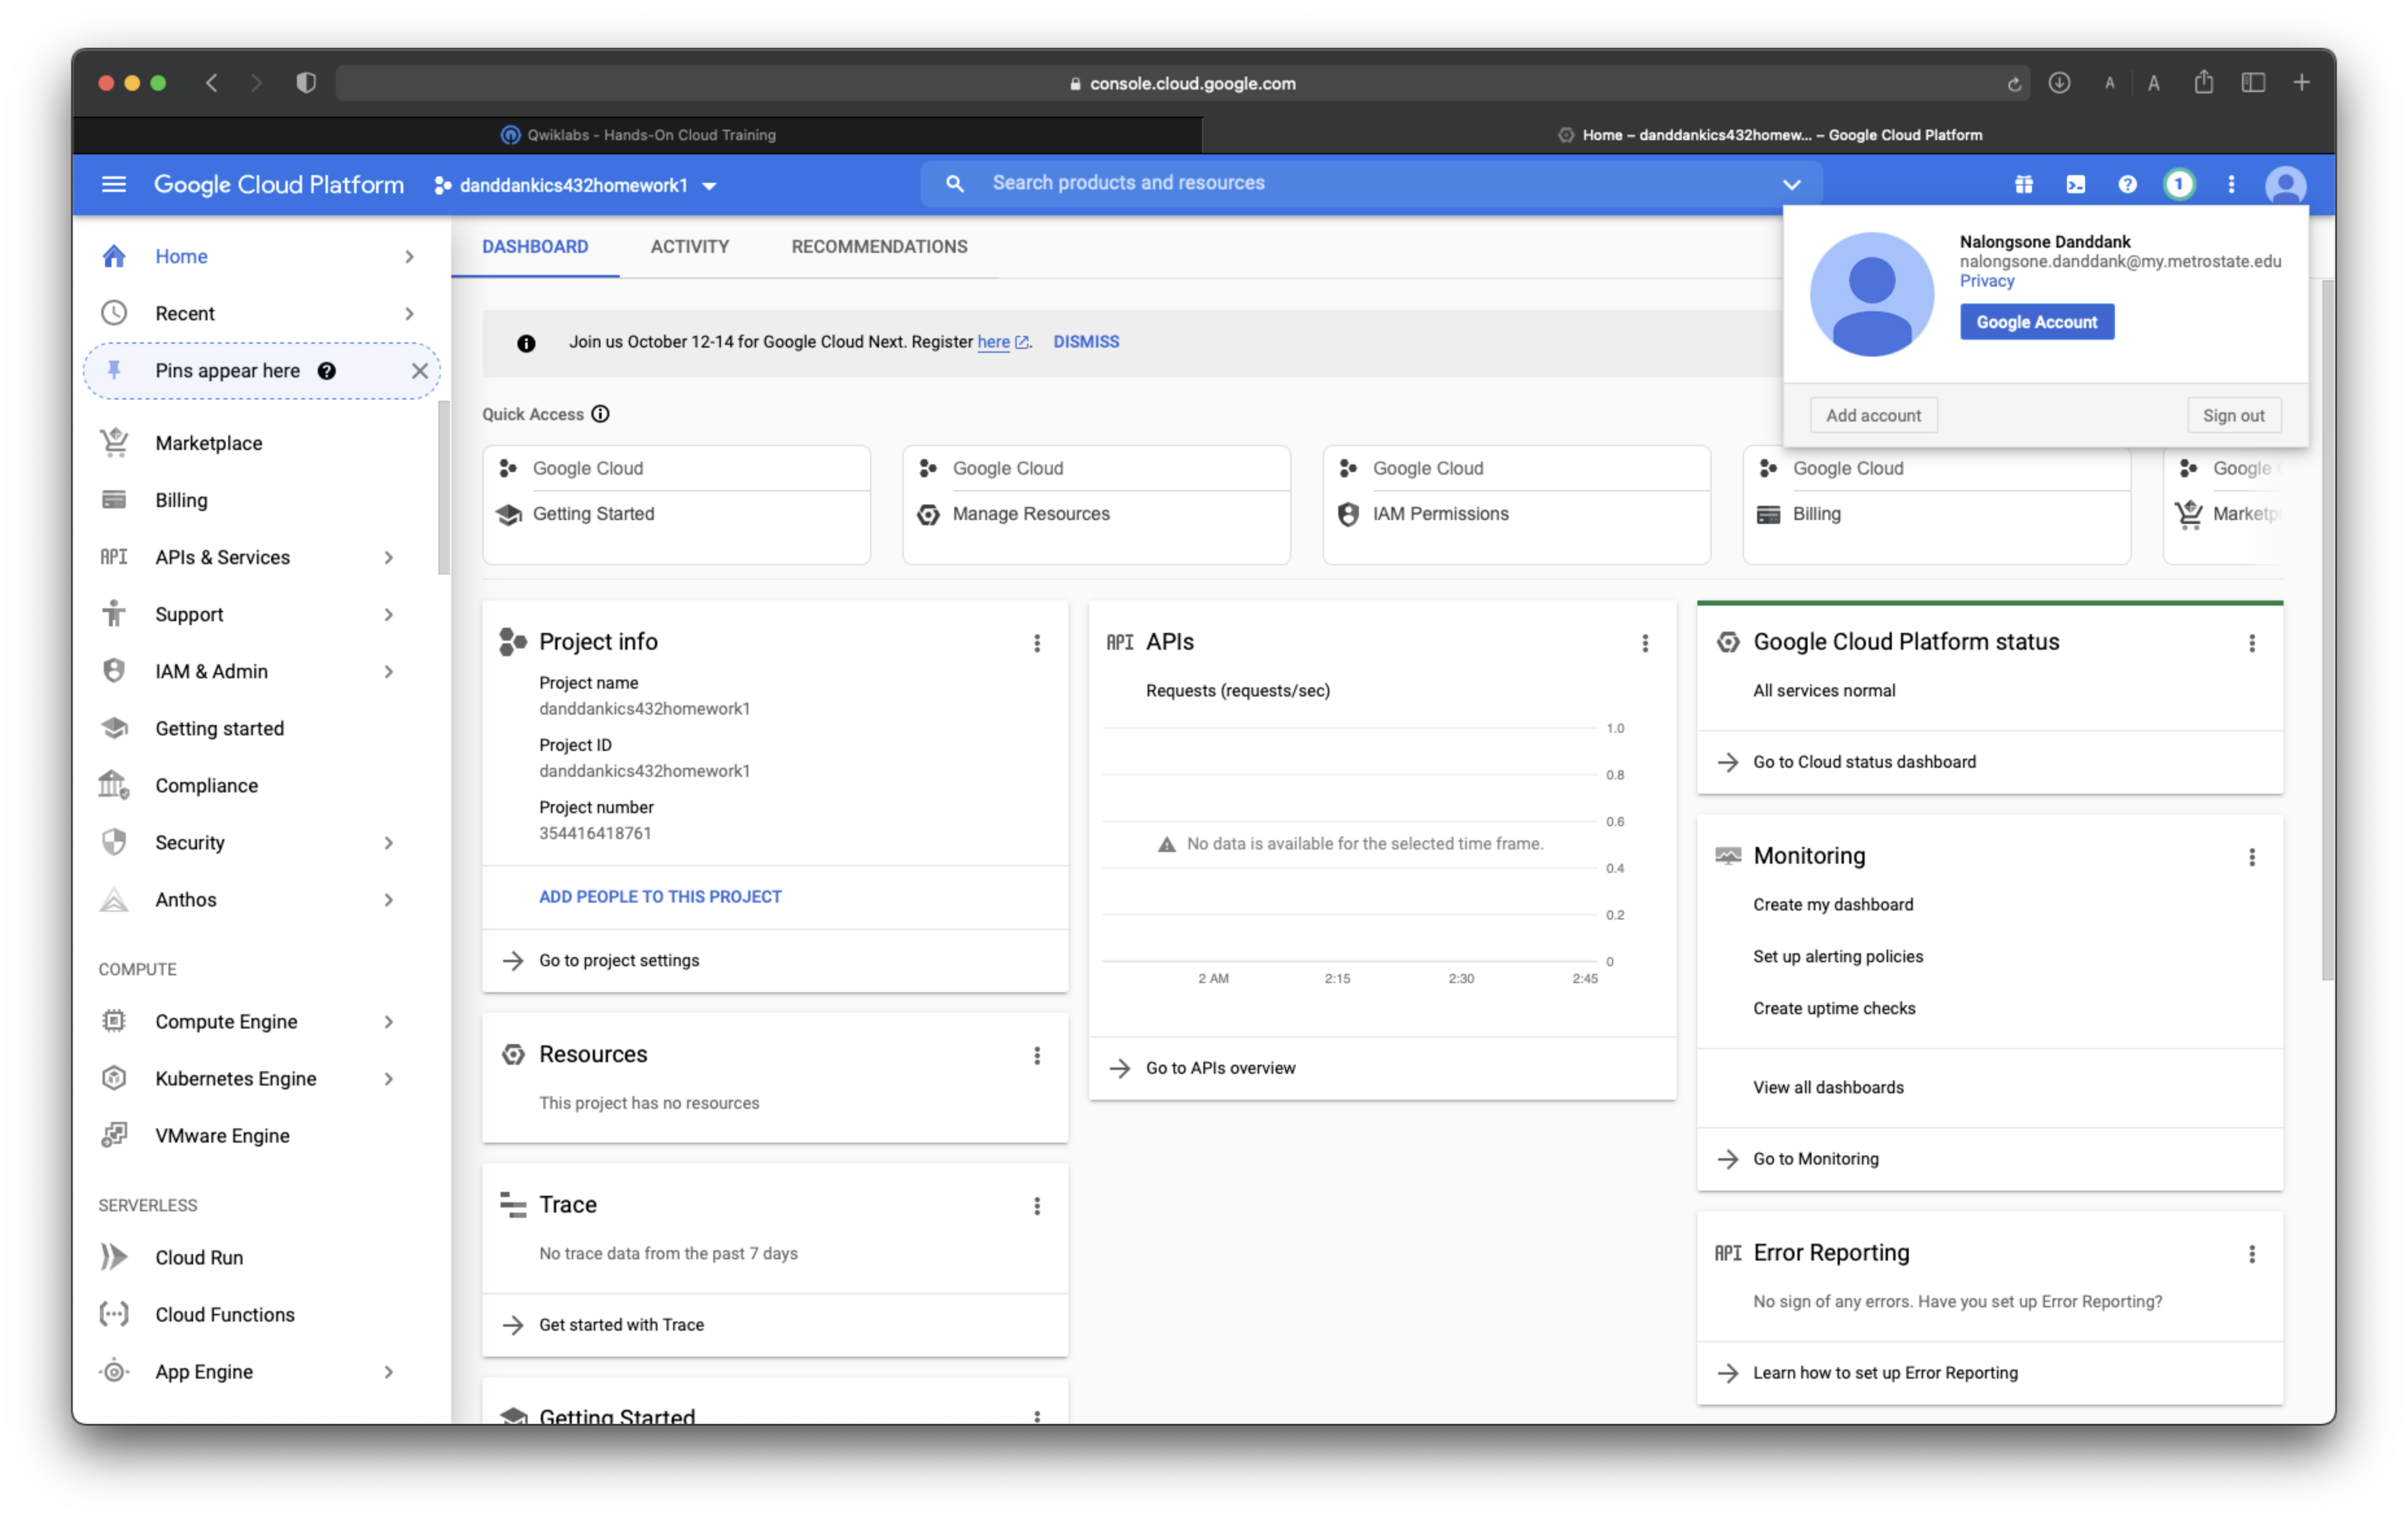 console.cloud.google.com
A
A
Qwiklabs - Hands-On Cloud Training
Home – danddankics432homew... – Google Cloud Platform
Google Cloud Platform
danddankics432homework1
Search products and resources
1
Nalongsone Danddank
nalongsone.danddank@my.metrostate.edu
Privacy
Google Account
Add account
Sign out
Home
Recent
Pins appear here
Marketplace
Billing
API APIs & Services
Support
IAM & Admin
Getting started
Compliance
Security
Anthos
COMPUTE
Compute Engine
Kubernetes Engine
VMware Engine
SERVERLESS
Cloud Run
Cloud Functions
App Engine
DASHBOARD
ACTIVITY
RECOMMENDATIONS
Join us October 12-14 for Google Cloud Next. Register here. DISMISS
Quick Access
Google Cloud
Getting Started
Google Cloud
Manage Resources
Google Cloud
IAM Permissions
Google Cloud
Billing
Google
Marketp
Project info
Project name
danddankics432homework1
Project ID
danddankics432homework1
Project number
354416418761
ADD PEOPLE TO THIS PROJECT
Go to project settings
Resources
This project has no resources
Trace
No trace data from the past 7 days
Get started with Trace
Getting Started
API APIs
Requests (requests/sec)
1.0
0.8
0.6
No data is available for the selected time frame.
0.4
0.2
0
2 AM
2:15
2:30
2:45
Go to APIs overview
Google Cloud Platform status
All services normal
Go to Cloud status dashboard
Monitoring
Create my dashboard
Set up alerting policies
Create uptime checks
View all dashboards
Go to Monitoring
API Error Reporting
No sign of any errors. Have you set up Error Reporting?
Learn how to set up Error Reporting